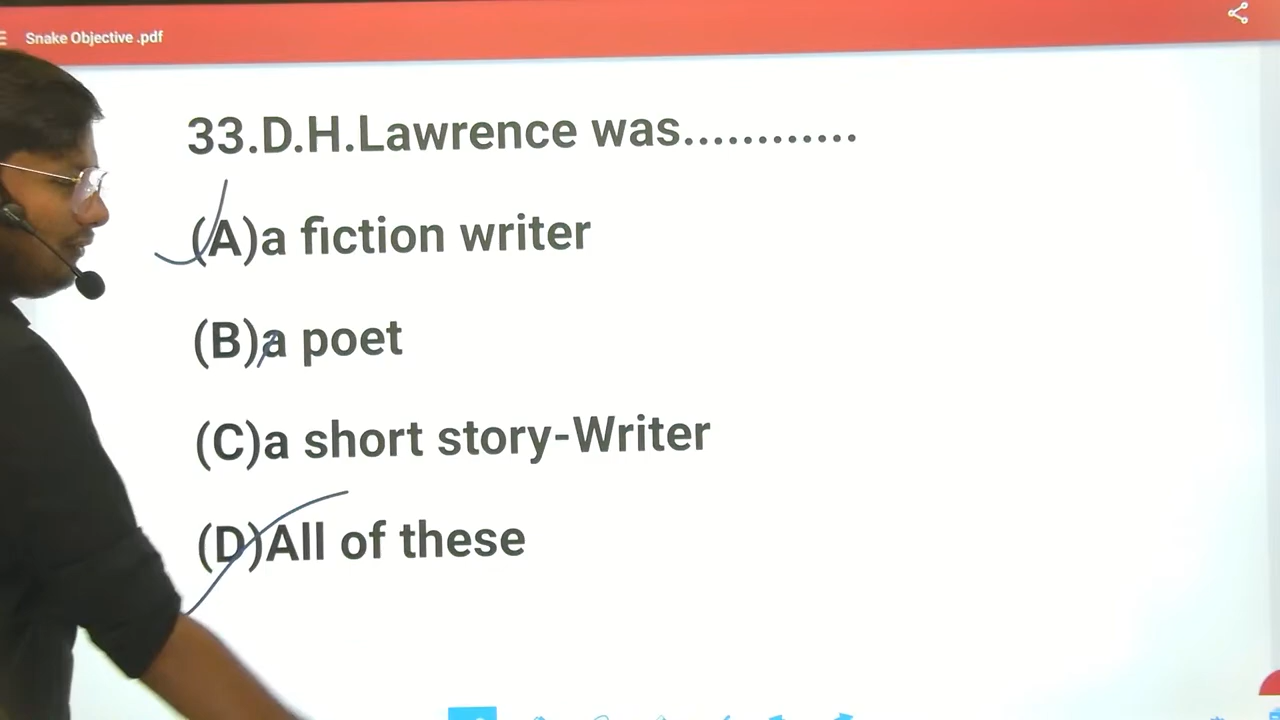 Snake Objective .pdf
33.D.H.Lawrence was............
(A)a fiction writer
(B)a poet
(C)a short story-Writer
(D)All of these